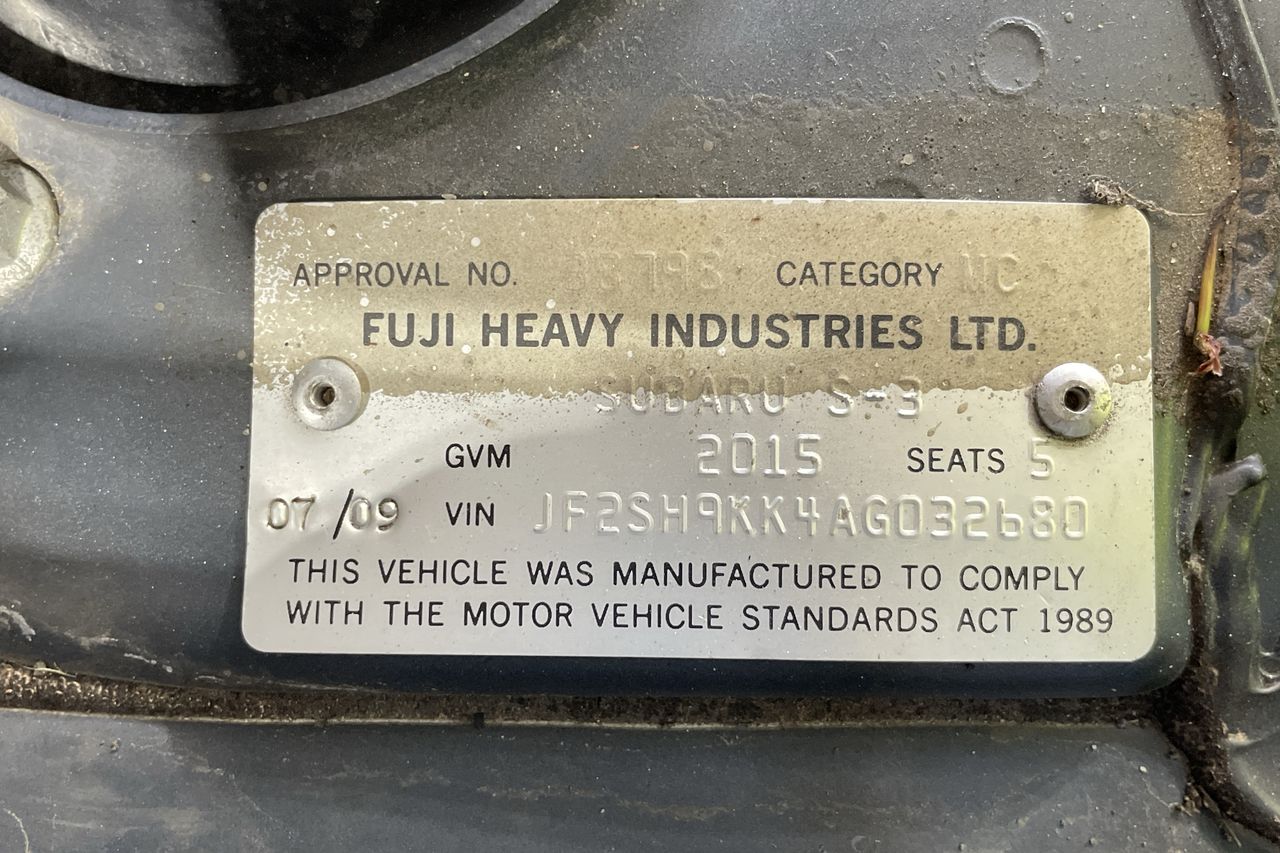 APPROVAL NO. CATEGORY MC
FUJI HEAVY INDUSTRIES LTD.
SUBARU S-3
GVM 2015 SEATS 5
07/09 VIN JF2SH9KK4AG032680
THIS VEHICLE WAS MANUFACTURED TO COMPLY
WITH THE MOTOR VEHICLE STANDARDS ACT 1989